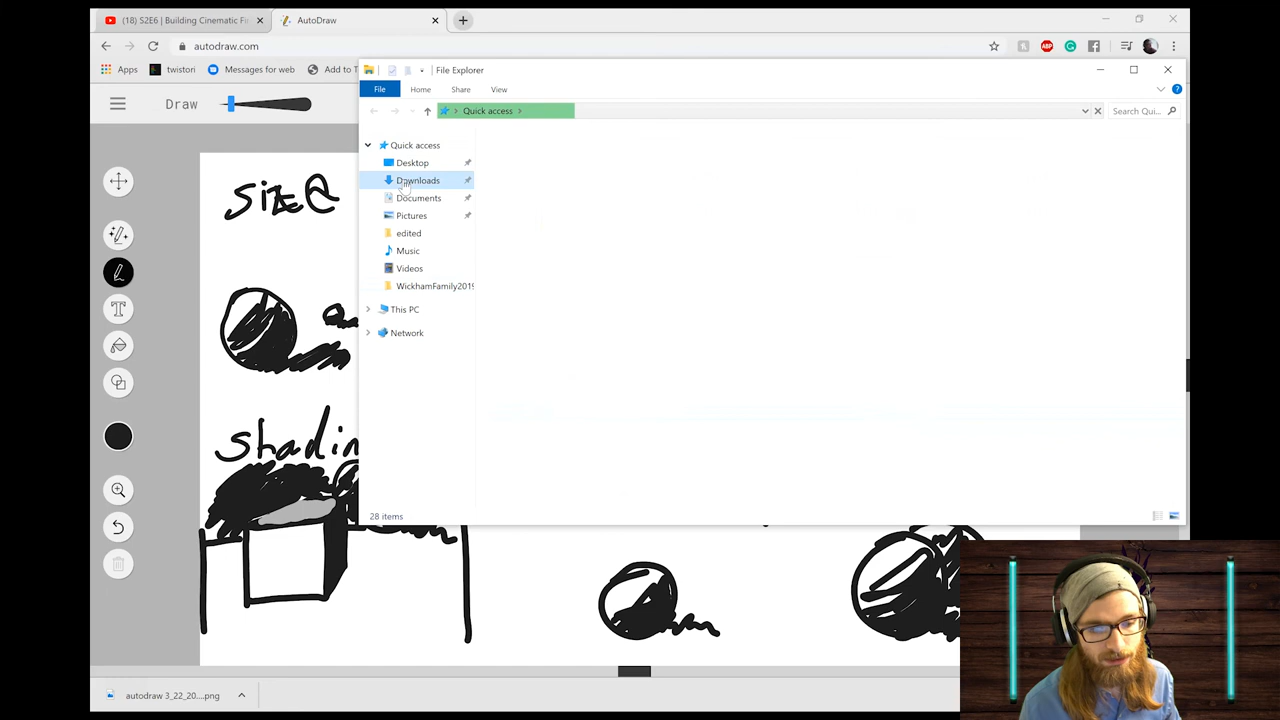 (18) S2E6 | Building Cinematic Fi
AutoDraw
autodraw.com
Apps
twistori
Messages for web
Add to T
File Explorer
File
Home
Share
View
Draw
Quick access
Search Qui...
Quick access
Desktop
Downloads
Documents
Pictures
edited
Music
Videos
WickhamFamily2019
This PC
Network
size
shadin
28 items
autodraw 3_22_20....png